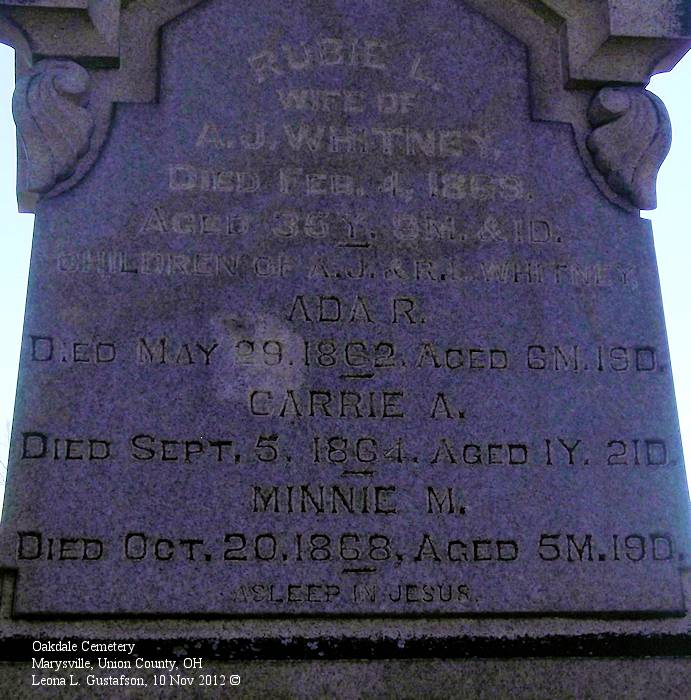 RUBIE L.
WIFE OF
A.J. WHITNEY.
DIED FEB. 4, 1869.
AGED 35Y. 8M. & 1D.
CHILDREN OF A.J. & R.L. WHITNEY.
ADA R.
DIED MAY 29. 1862. AGED 6M. 19D.
CARRIE A.
DIED SEPT. 5. 1864. AGED 1Y. 21D.
MINNIE M.
DIED OCT. 20. 1868, AGED 5M. 19D.
ASLEEP IN JESUS.
Oakdale Cemetery
Marysville, Union County, OH
Leona L. Gustafson, 10 Nov 2012 ©